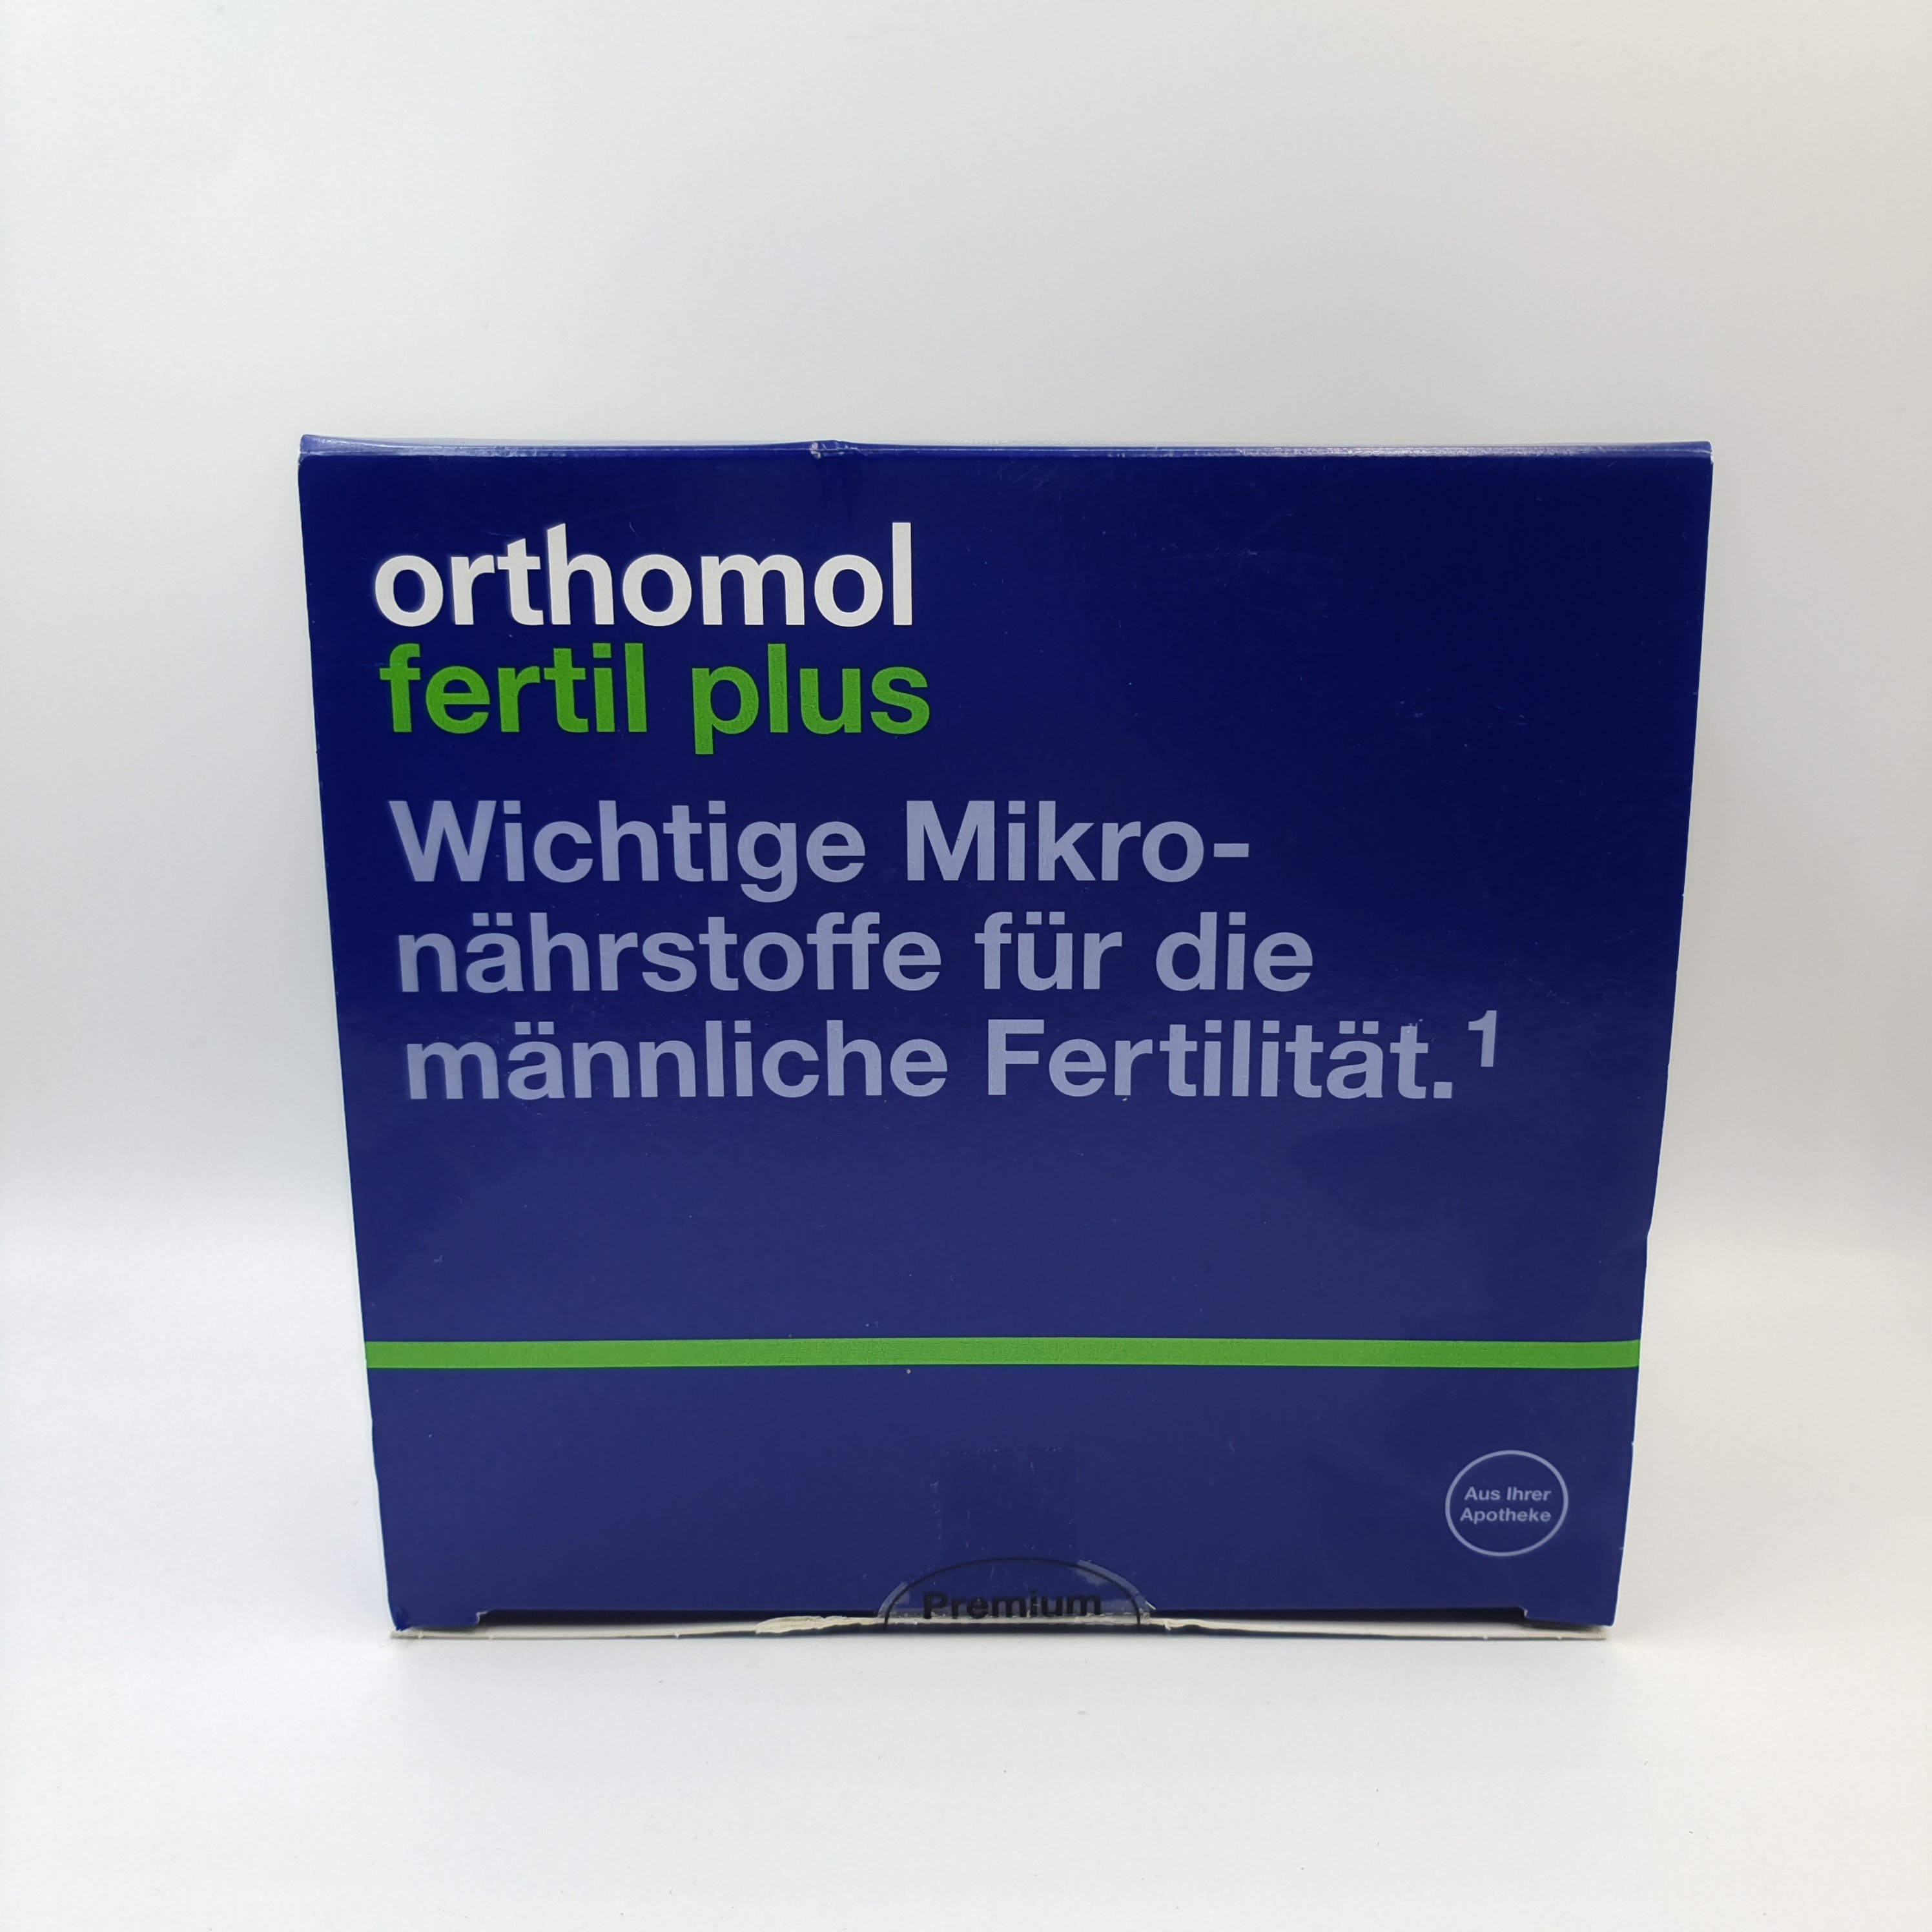 orthomol
fertil plus
Wichtige Mikro-
nährstoffe für die
männliche Fertilität.¹
Aus Ihrer
Apotheke
Premium